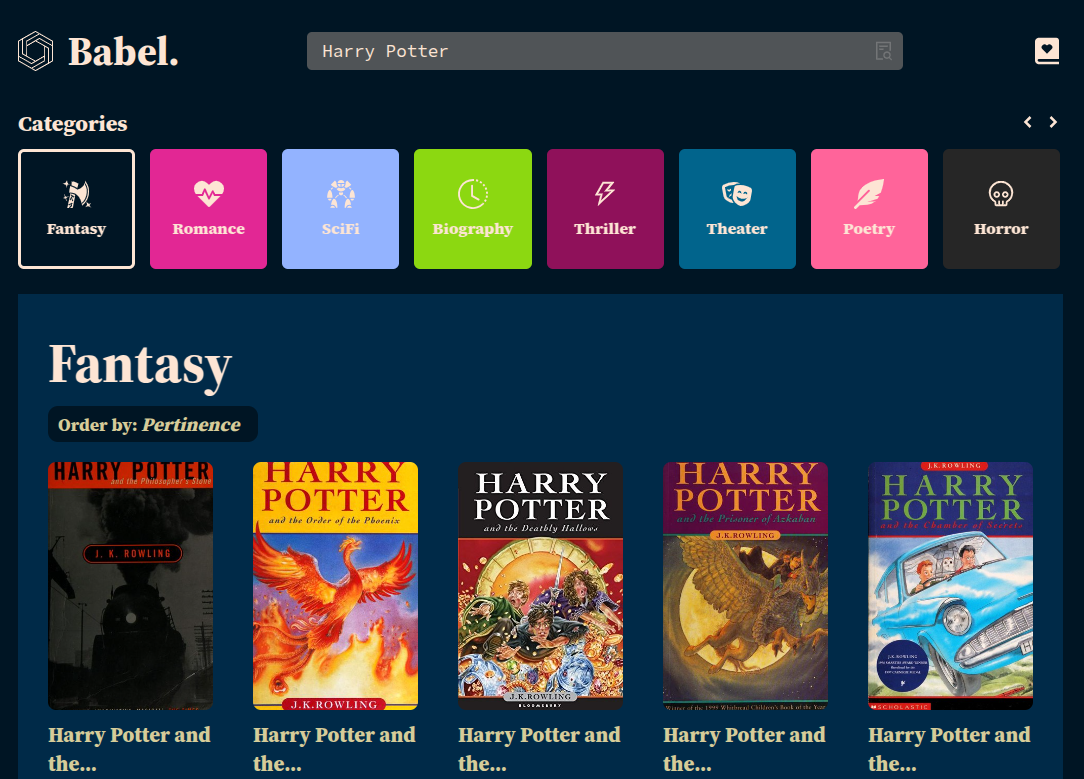 Babel.
Harry Potter
Categories
Fantasy
Romance
SciFi
Biography
Thriller
Theater
Poetry
Horror
Fantasy
Order by: Pertinence
HARRY POTTER
and the Philosopher's Stone
J. K. ROWLING
HARRY
POTTER
and the Order of the Phoenix
J.K.ROWLING
HARRY
POTTER
and the Deathly Hallows
J.K.ROWLING
BLOOMSBURY
HARRY
POTTER
and the Prisoner of Azkaban
J.K.ROWLING
Winner of the 1999 Whitbread Children's Book of the Year
J.K.ROWLING
HARRY
POTTER
and the Chamber of Secrets
J.K.ROWLING
SCHOLASTIC
Harry Potter and
the...
Harry Potter and
the...
Harry Potter and
the...
Harry Potter and
the...
Harry Potter and
the...